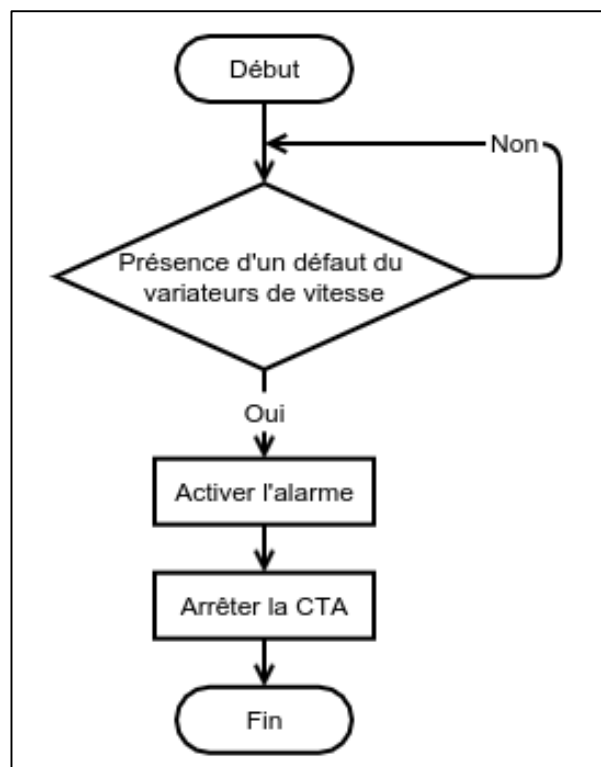 Début
Non
Présence d'un défaut du
variateurs de vitesse
Oui
Activer l'alarme
Arrêter la CTA
Fin